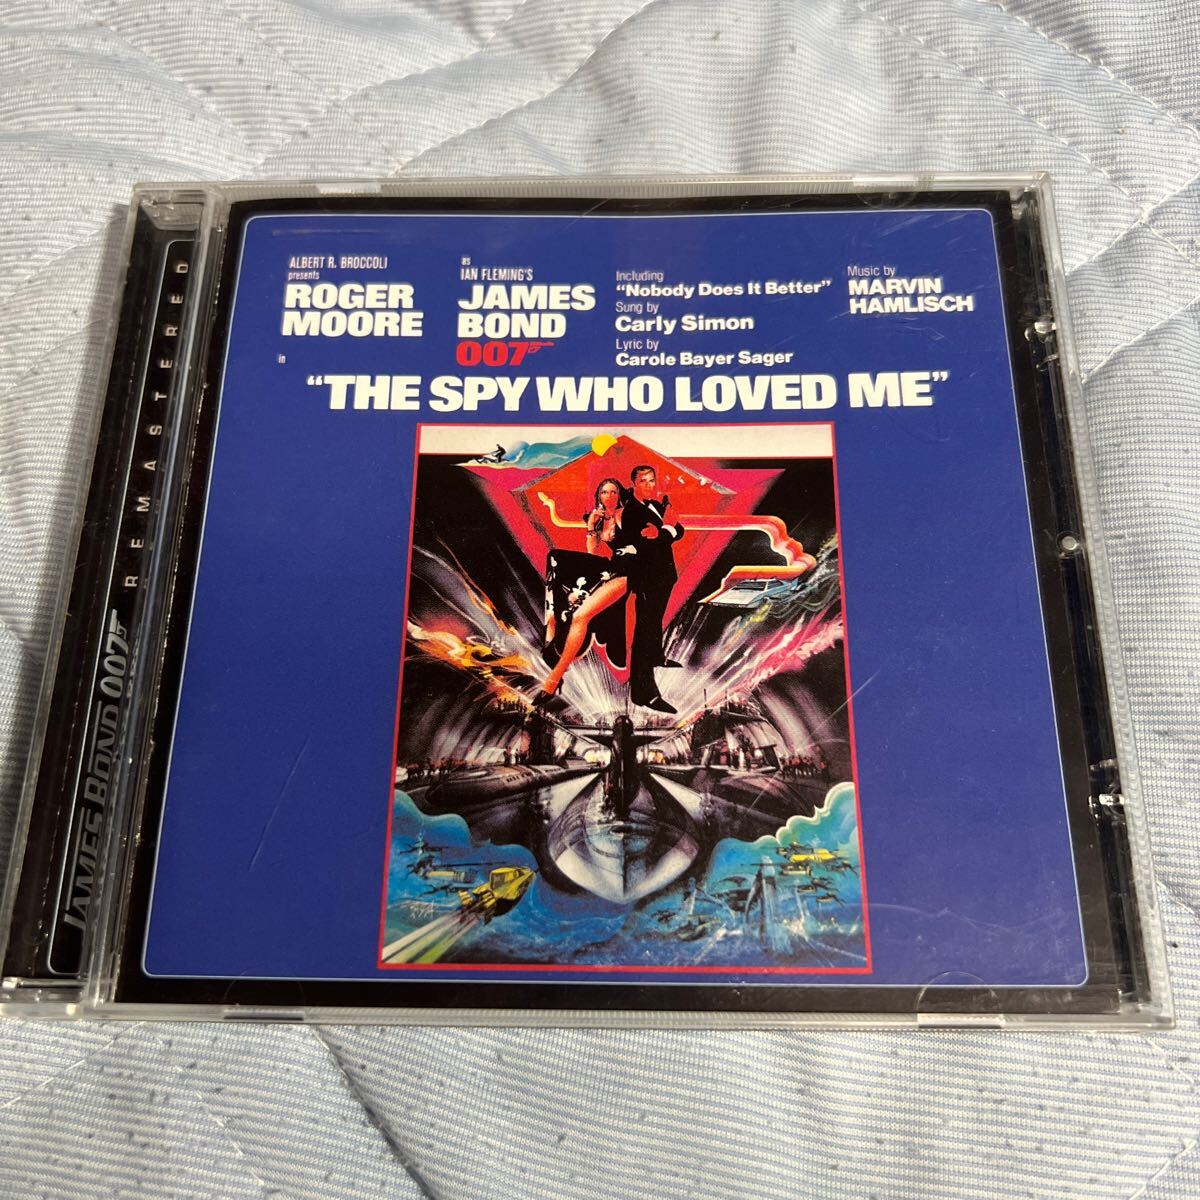 ALBERT R. BROCCOLI
presents
ROGER
MOORE
as
IAN FLEMING'S
JAMES
BOND
007
Including
"Nobody Does It Better"
Sung by
Carly Simon
Lyric by
Carole Bayer Sager
Music by
MARVIN
HAMLISCH
in
"THE SPY WHO LOVED ME"
JAMES BOND 007
REMASTERED